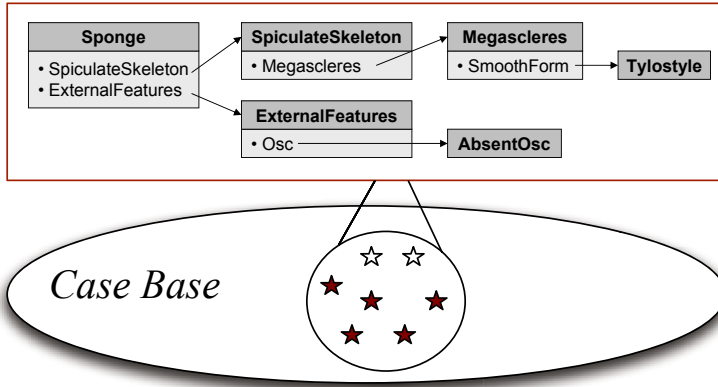 Sponge
• SpiculateSkeleton
• ExternalFeatures
SpiculateSkeleton
• Megascleres
Megascleres
• SmoothForm
Tylostyle
ExternalFeatures
• Osc
AbsentOsc
Case Base